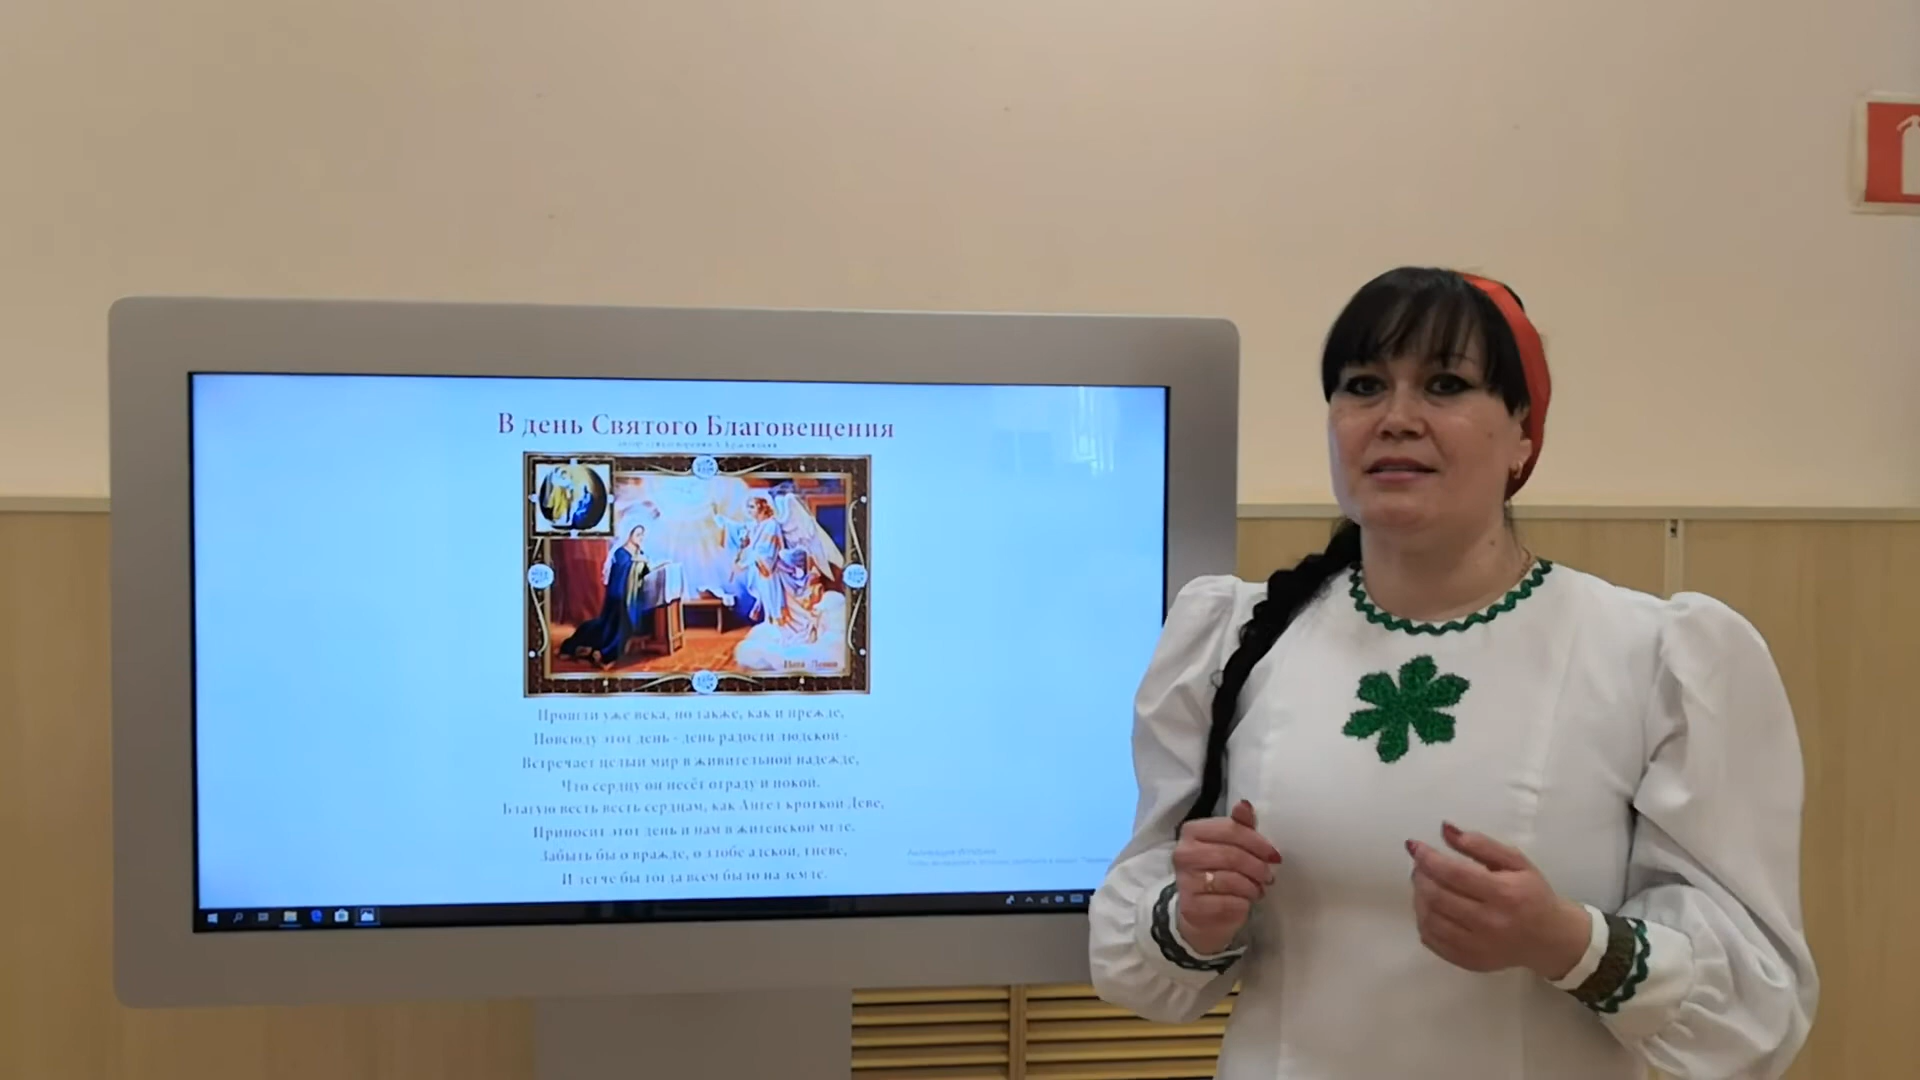 В день Святого Благовещения
Прошли уже века, но также, как и прежде,
Повсюду этот день - день радости людской -
Встречает целый мир в живительной надежде,
Что сердцу он несёт отраду и покой.
Благую весть весть сердцам, как Ангел кроткой Деве,
Приносит этот день и нам в житейской мгле.
Забыть бы о вражде, о злобе адской, гневе,
И легче бы тогда всем было на земле.
Активация Windows